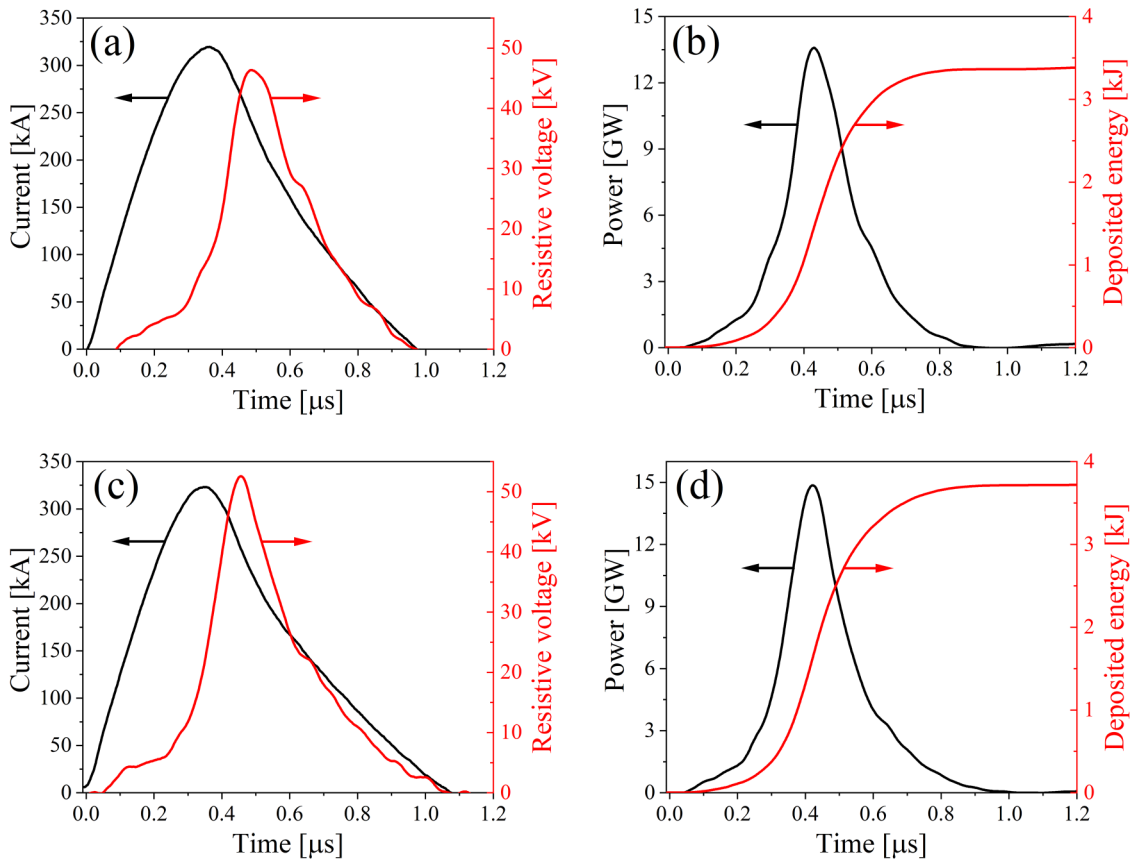 (a)
Current [kA]
350
300
250
200
150
100
50
0
Resistive voltage [kV]
50
40
30
20
10
0
0.0 0.2 0.4 0.6 0.8 1.0 1.2
Time [μs]
(b)
Power [GW]
15
12
9
6
3
0
Deposited energy [kJ]
4
3
2
1
0
0.0 0.2 0.4 0.6 0.8 1.0 1.2
Time [μs]
(c)
Current [kA]
350
300
250
200
150
100
50
0
Resistive voltage [kV]
50
40
30
20
10
0
0.0 0.2 0.4 0.6 0.8 1.0 1.2
Time [μs]
(d)
Power [GW]
15
12
9
6
3
0
Deposited energy [kJ]
4
3
2
1
0
0.0 0.2 0.4 0.6 0.8 1.0 1.2
Time [μs]